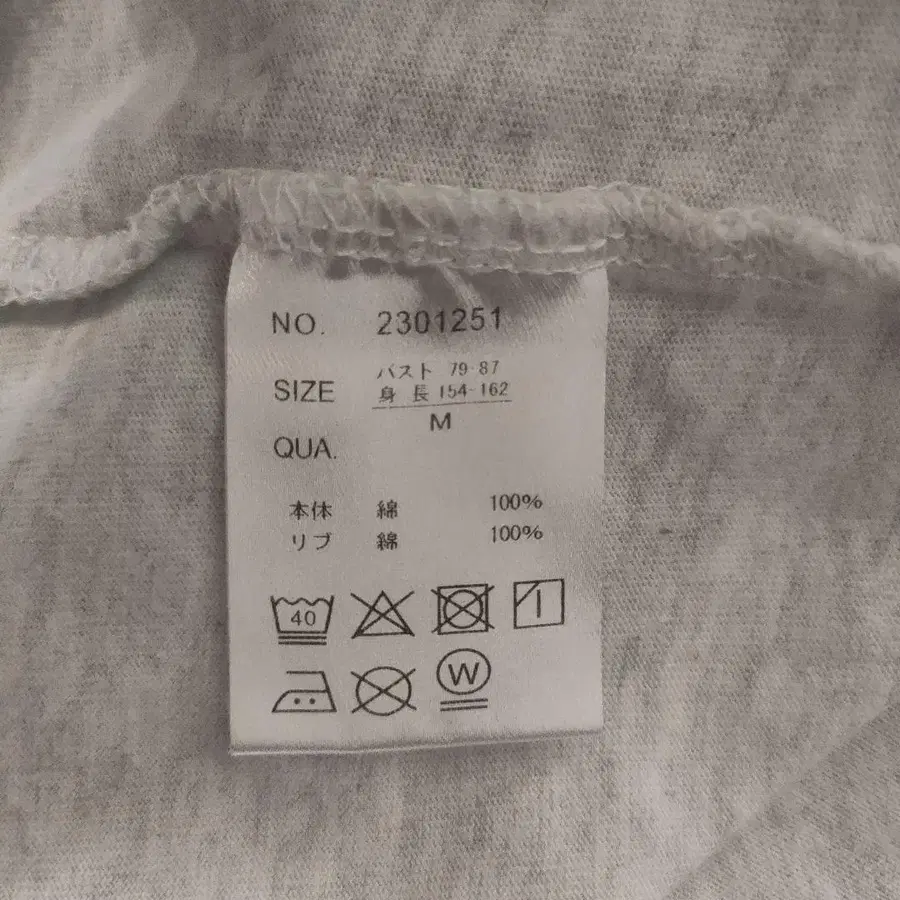 NO. 2301251
SIZE バスト 79-87
身長 154-162
M
QUA.
本体 綿 100%
リブ 綿 100%
40
W